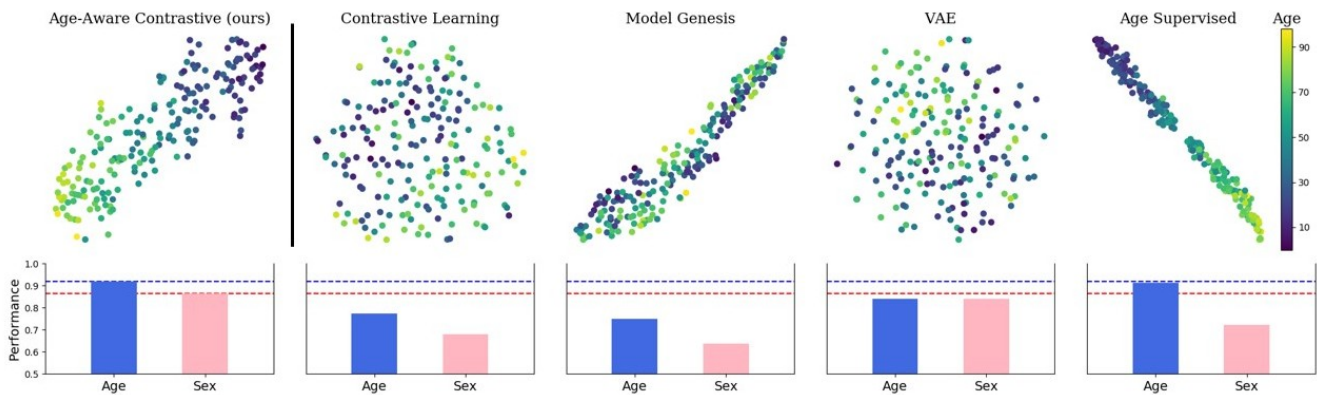 Age-Aware Contrastive (ours)
Contrastive Learning
Model Genesis
VAE
Age Supervised
Age
90
70
50
30
10
Performance
1.0
0.9
0.8
0.7
0.6
0.5
Age
Sex
Age
Sex
Age
Sex
Age
Sex
Age
Sex